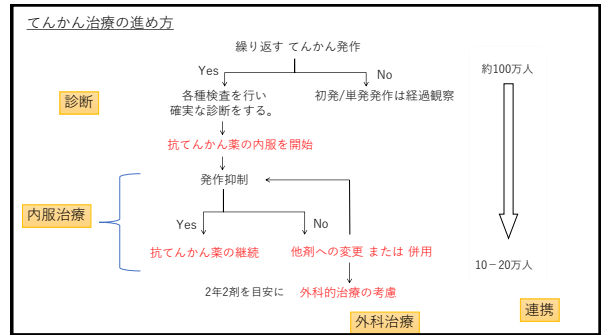 てんかん治療の進め方
繰り返す てんかん発作
Yes
No
約100万人
診断
各種検査を行い
確実な診断をする。
初発/単発発作は経過観察
抗てんかん薬の内服を開始
発作抑制
内服治療
Yes
No
抗てんかん薬の継続
他剤への変更 または 併用
10－20万人
2年2剤を目安に
外科的治療の考慮
外科治療
連携